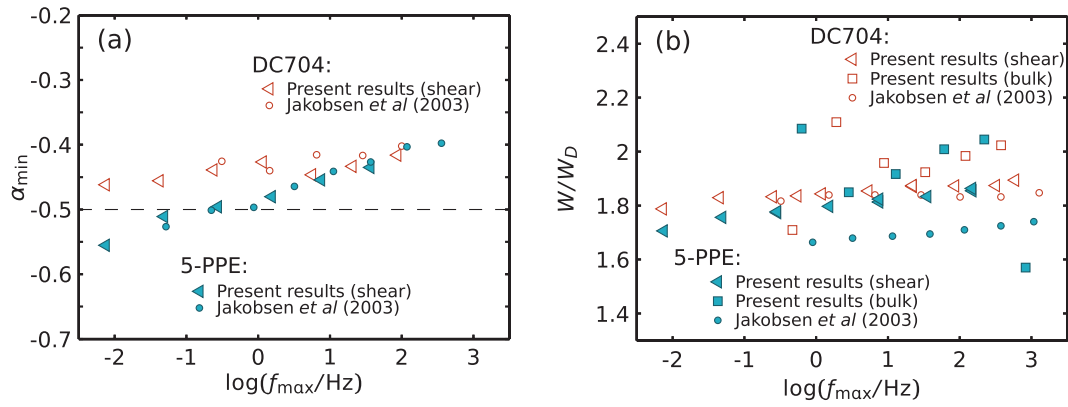 (a)
DC704:
Present results (shear)
Jakobsen et al (2003)
5-PPE:
Present results (shear)
Jakobsen et al (2003)
-0.2
-0.3
-0.4
-0.5
-0.6
-0.7
α_min
-2 -1 0 1 2 3
log(f_max/Hz)
(b)
DC704:
Present results (shear)
Present results (bulk)
Jakobsen et al (2003)
5-PPE:
Present results (shear)
Present results (bulk)
Jakobsen et al (2003)
2.4
2.2
2
1.8
1.6
1.4
W/W_D
-2 -1 0 1 2 3
log(f_max/Hz)